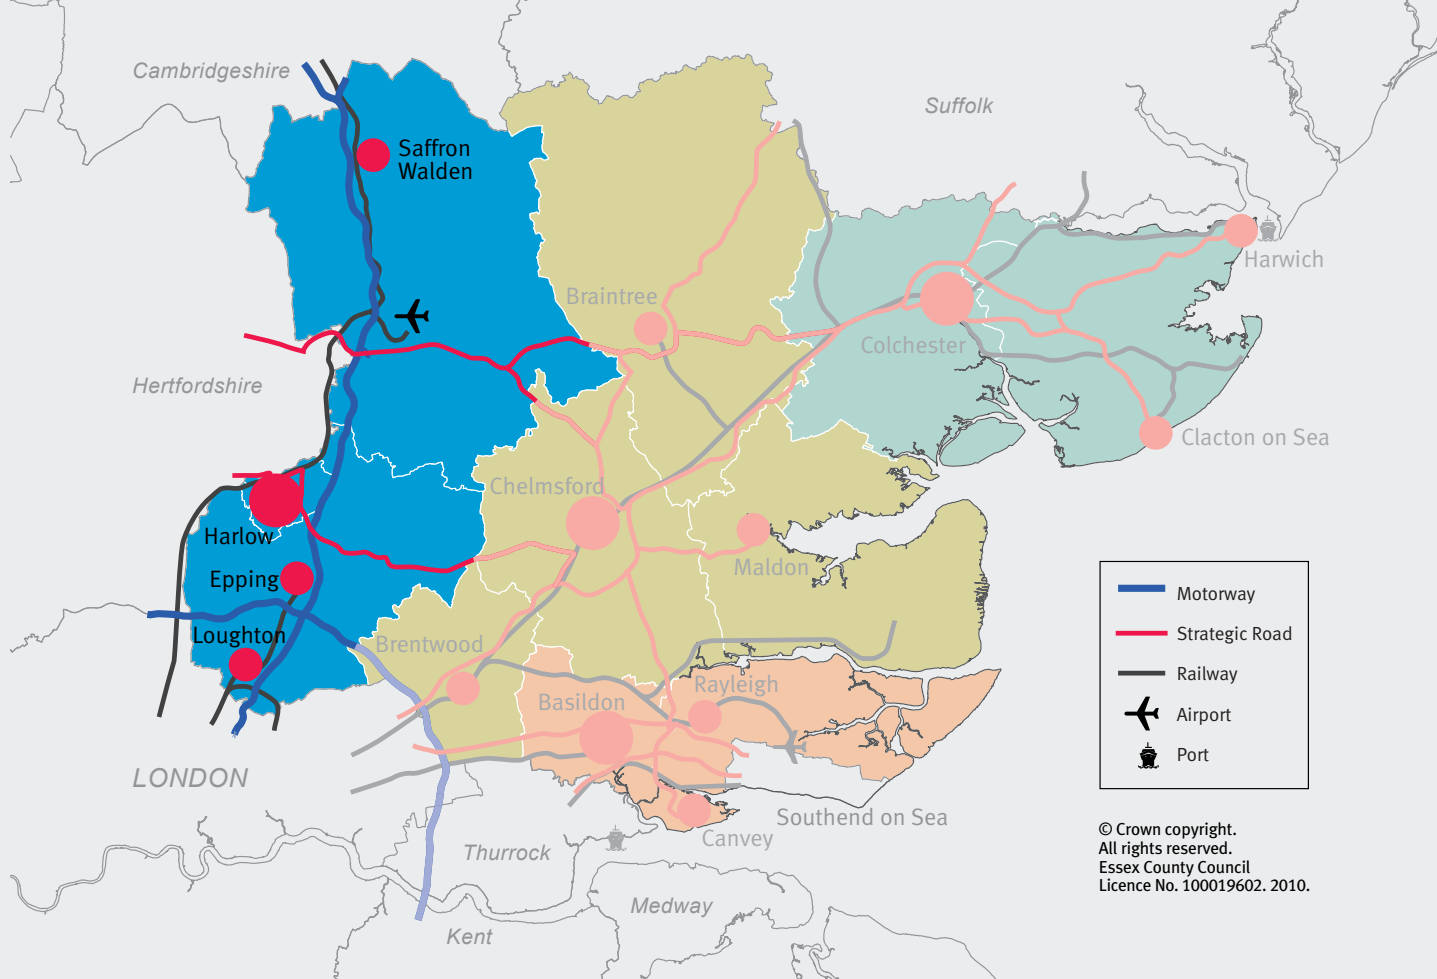 Cambridgeshire
Suffolk
Saffron
Walden
Harwich
Braintree
Colchester
Hertfordshire
Clacton on Sea
Chelmsford
Harlow
Maldon
Epping
Loughton
Brentwood
Rayleigh
Basildon
LONDON
Southend on Sea
Canvey
Thurrock
Medway
Kent
Motorway
Strategic Road
Railway
Airport
Port
© Crown copyright.
All rights reserved.
Essex County Council
Licence No. 100019602. 2010.